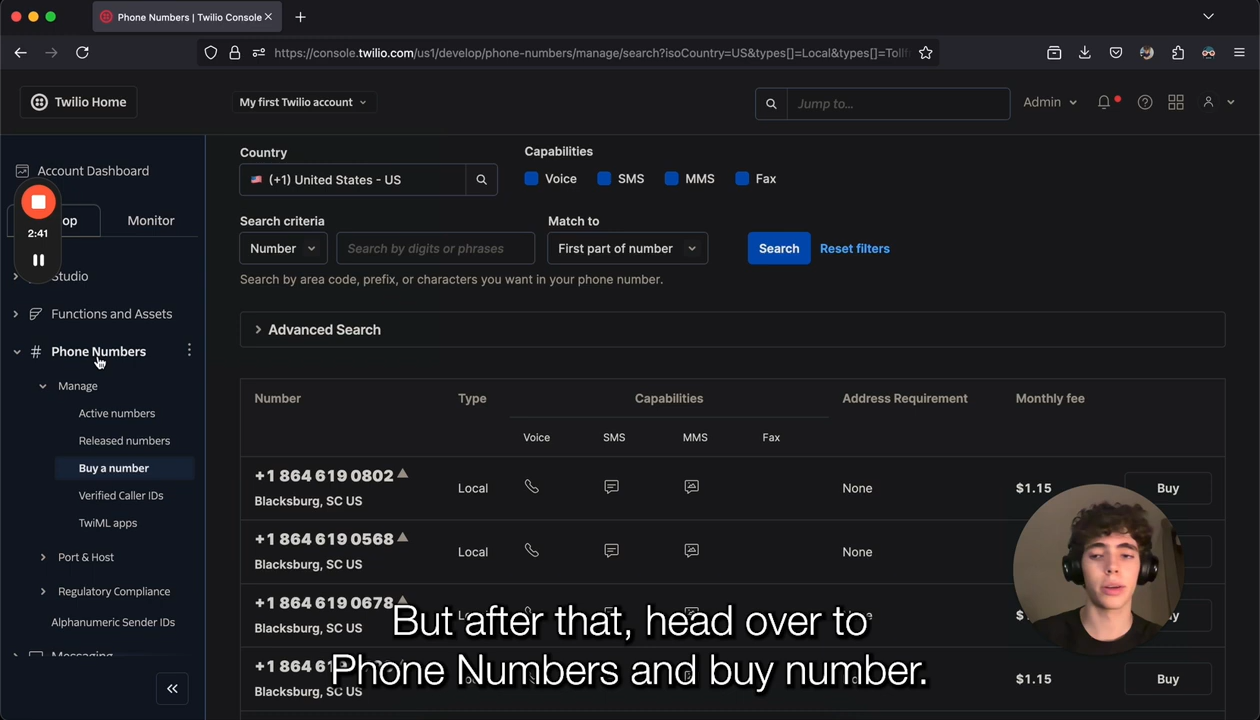 Phone Numbers | Twilio Console
https://console.twilio.com/us1/develop/phone-numbers/manage/search?isoCountry=US&types[]=Local&types[]=Tollf
Twilio Home
My first Twilio account
Jump to...
Admin
Account Dashboard
op
Monitor
2:41
Studio
Functions and Assets
Phone Numbers
Manage
Active numbers
Released numbers
Buy a number
Verified Caller IDs
TwiML apps
Port & Host
Regulatory Compliance
Alphanumeric Sender IDs
Messaging
Country
(+1) United States - US
Capabilities
Voice
SMS
MMS
Fax
Search criteria
Match to
Number
Search by digits or phrases
First part of number
Search
Reset filters
Search by area code, prefix, or characters you want in your phone number.
Advanced Search
Number
Type
Capabilities
Address Requirement
Monthly fee
Voice
SMS
MMS
Fax
+1 864 619 0802
Blacksburg, SC US
Local
None
$1.15
Buy
+1 864 619 0568
Blacksburg, SC US
Local
None
+1 864 619 0678
Blacksburg, SC US
+1 864 619
Blacksburg, SC US
None
$1.15
Buy
But after that, head over to
Phone Numbers and buy number.